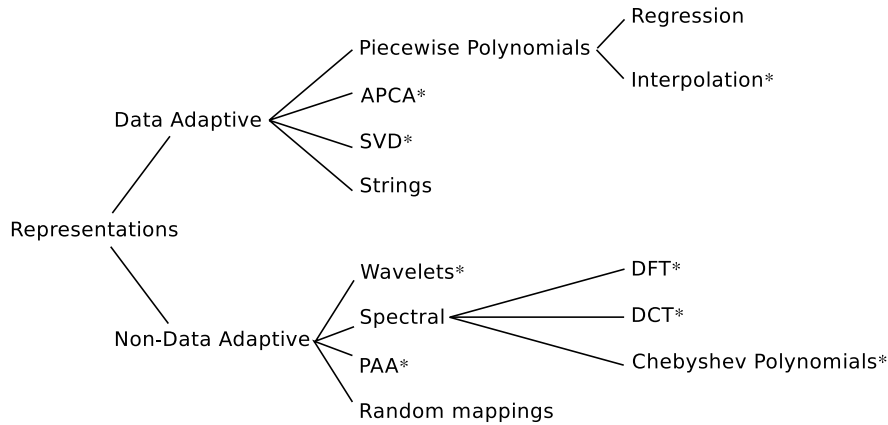 Regression
Piecewise Polynomials
Interpolation*
APCA*
Data Adaptive
SVD*
Strings
Representations
Wavelets*
DFT*
Spectral
DCT*
Non-Data Adaptive
PAA*
Chebyshev Polynomials*
Random mappings